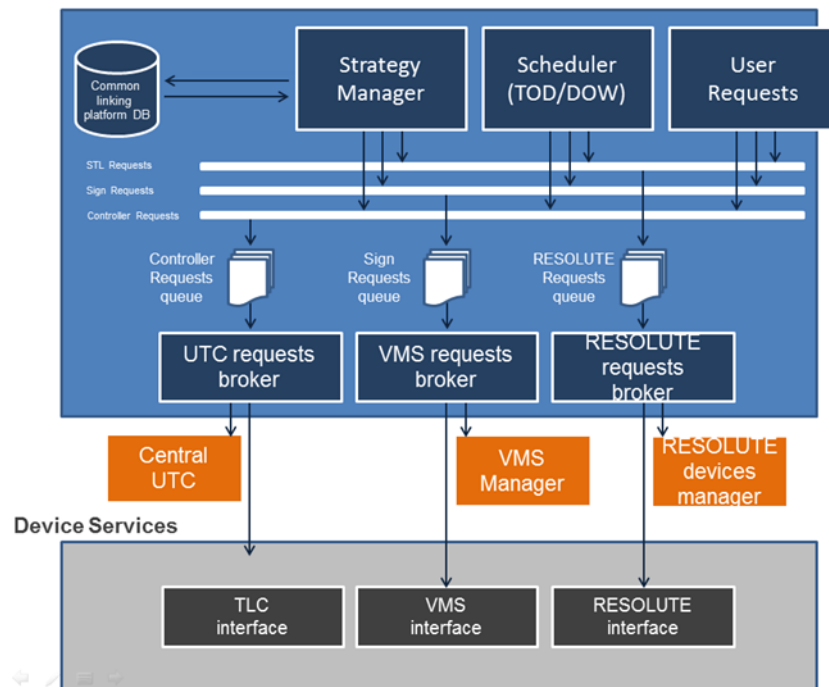 Common
linking
platform DB
Strategy
Manager
Scheduler
(TOD/DOW)
User
Requests
STL Requests
Sign Requests
Controller Requests
Controller
Requests
queue
Sign
Requests
queue
RESOLUTE
Requests
queue
UTC requests
broker
VMS requests
broker
RESOLUTE
requests
broker
Central
UTC
VMS
Manager
RESOLUTE
devices
manager
Device Services
TLC
interface
VMS
interface
RESOLUTE
interface